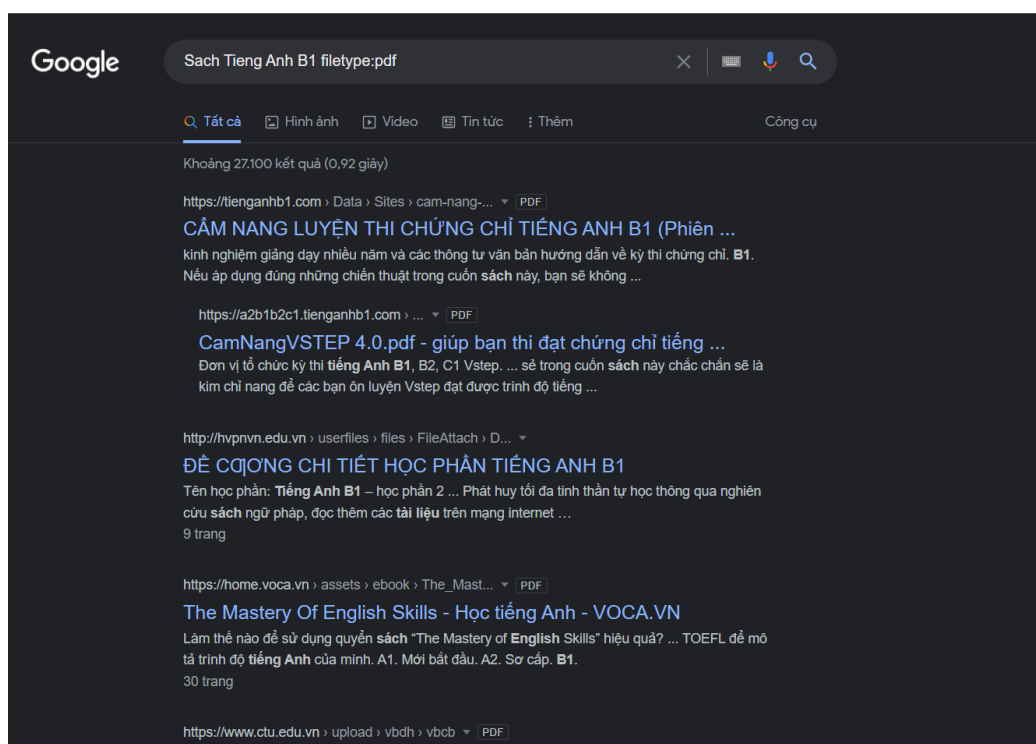 Google
Sach Tieng Anh B1 filetype:pdf
Tất cả Hình ảnh Video Tin tức Thêm Công cụ
Khoảng 27.100 kết quả (0,92 giây)
https://tienganhb1.com › Data › Sites › cam-nang-... PDF
CẨM NANG LUYỆN THI CHỨNG CHỈ TIẾNG ANH B1 (Phiên ...
kinh nghiệm giảng dạy nhiều năm và các thông tư văn bản hướng dẫn về kỳ thi chứng chỉ. B1.
Nếu áp dụng đúng những chiến thuật trong cuốn sách này, bạn sẽ không ...
https://a2b1b2c1.tienganhb1.com › ... PDF
CamNangVSTEP 4.0.pdf - giúp bạn thi đạt chứng chỉ tiếng ...
Đơn vị tổ chức kỳ thi tiếng Anh B1, B2, C1 Vstep. ... sẻ trong cuốn sách này chắc chắn sẽ là
kim chỉ nang để các bạn ôn luyện Vstep đạt được trình độ tiếng ...
http://hvpnvn.edu.vn › userfiles › files › FileAttach › D...
ĐỀ CƢƠNG CHI TIẾT HỌC PHẦN TIẾNG ANH B1
Tên học phần: Tiếng Anh B1 – học phần 2 ... Phát huy tối đa tinh thần tự học thông qua nghiên
cứu sách ngữ pháp, đọc thêm các tài liệu trên mạng internet …
9 trang
https://home.voca.vn › assets › ebook › The_Mast... PDF
The Mastery Of English Skills - Học tiếng Anh - VOCA.VN
Làm thế nào để sử dụng quyển sách “The Mastery of English Skills” hiệu quả? ... TOEFL để mô
tả trình độ tiếng Anh của mình. A1. Mới bắt đầu. A2. Sơ cấp. B1.
30 trang
https://www.ctu.edu.vn › upload › vbdh › vbcb PDF